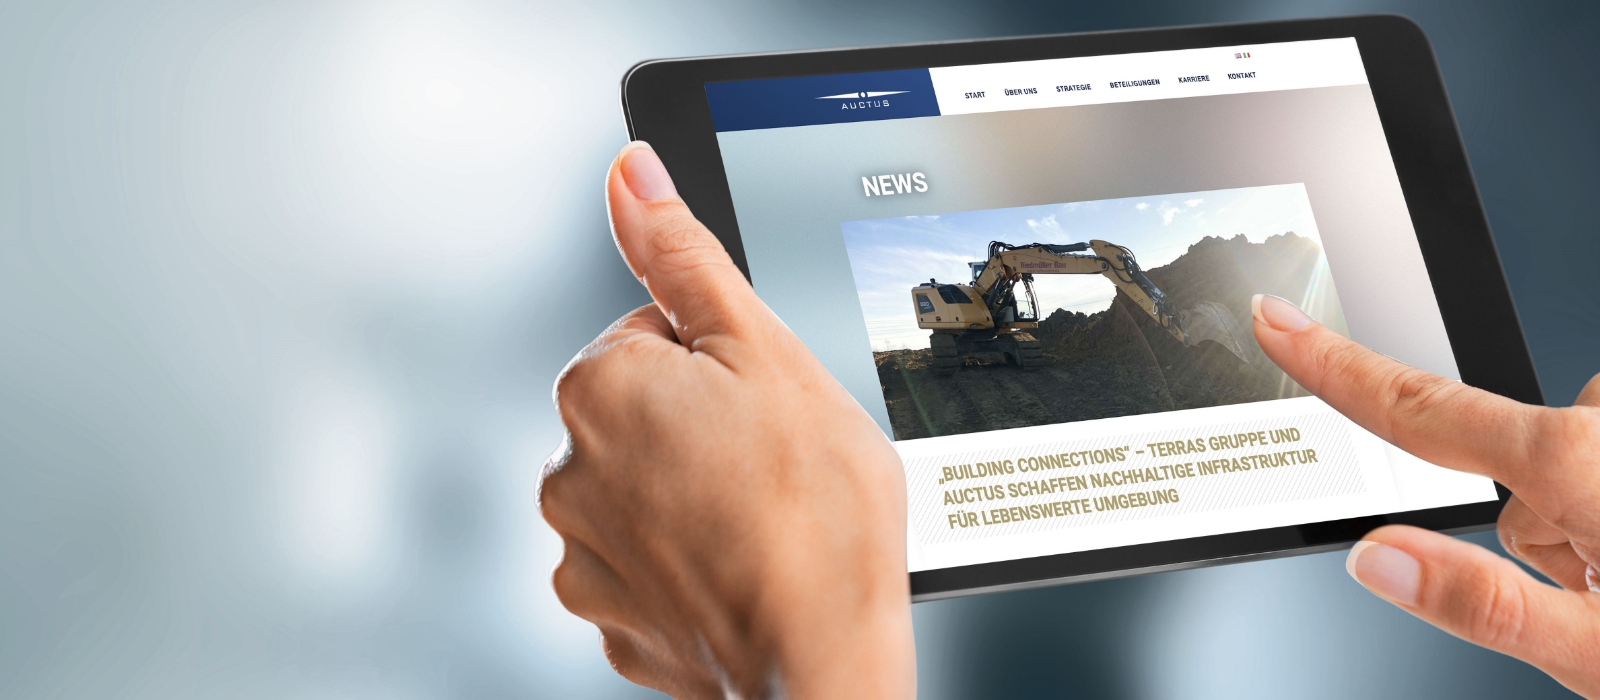 AUCTUS
START ÜBER UNS STRATEGIE BETEILIGUNGEN KARRIERE KONTAKT
NEWS
Riedmüller Bau
„BUILDING CONNECTIONS“ – TERRAS GRUPPE UND
AUCTUS SCHAFFEN NACHHALTIGE INFRASTRUKTUR
FÜR LEBENSWERTE UMGEBUNG